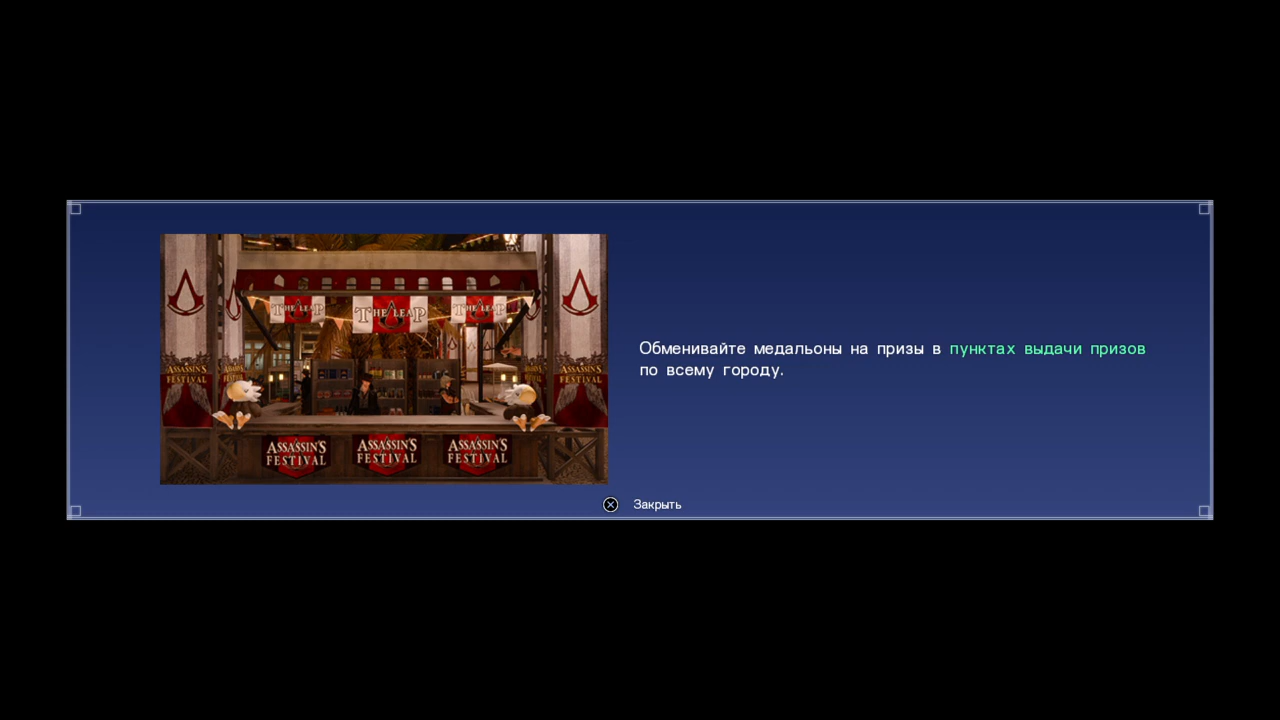 THE LEAP THE LEAP THE LEAP
ASSASSIN'S FESTIVAL
ASSASSIN'S FESTIVAL
ASSASSIN'S FESTIVAL
ASSASSIN'S FESTIVAL
ASSASSIN'S FESTIVAL
Обменивайте медальоны на призы в пунктах выдачи призов
по всему городу.
Закрыть